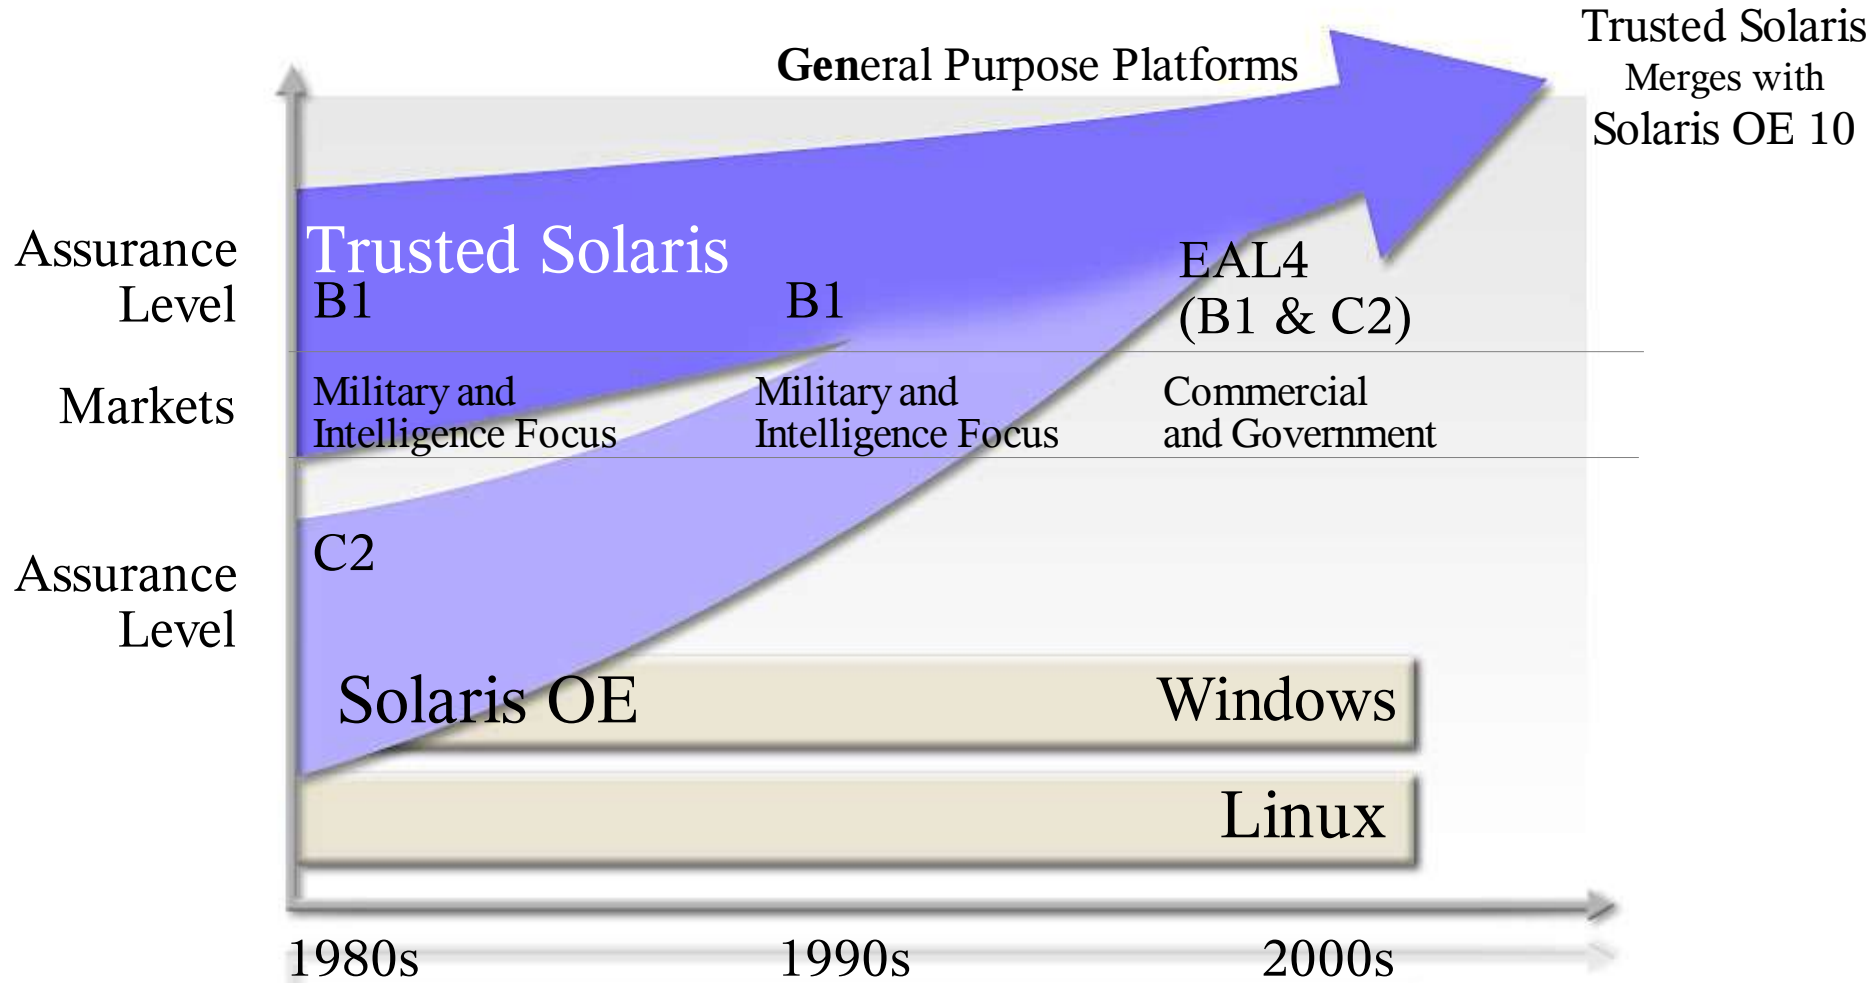 General Purpose Platforms
Trusted Solaris
Merges with
Solaris OE 10
Assurance
Level
Trusted Solaris
B1
B1
EAL4
(B1 & C2)
Markets
Military and
Intelligence Focus
Military and
Intelligence Focus
Commercial
and Government
Assurance
Level
C2
Solaris OE
Windows
Linux
1980s
1990s
2000s